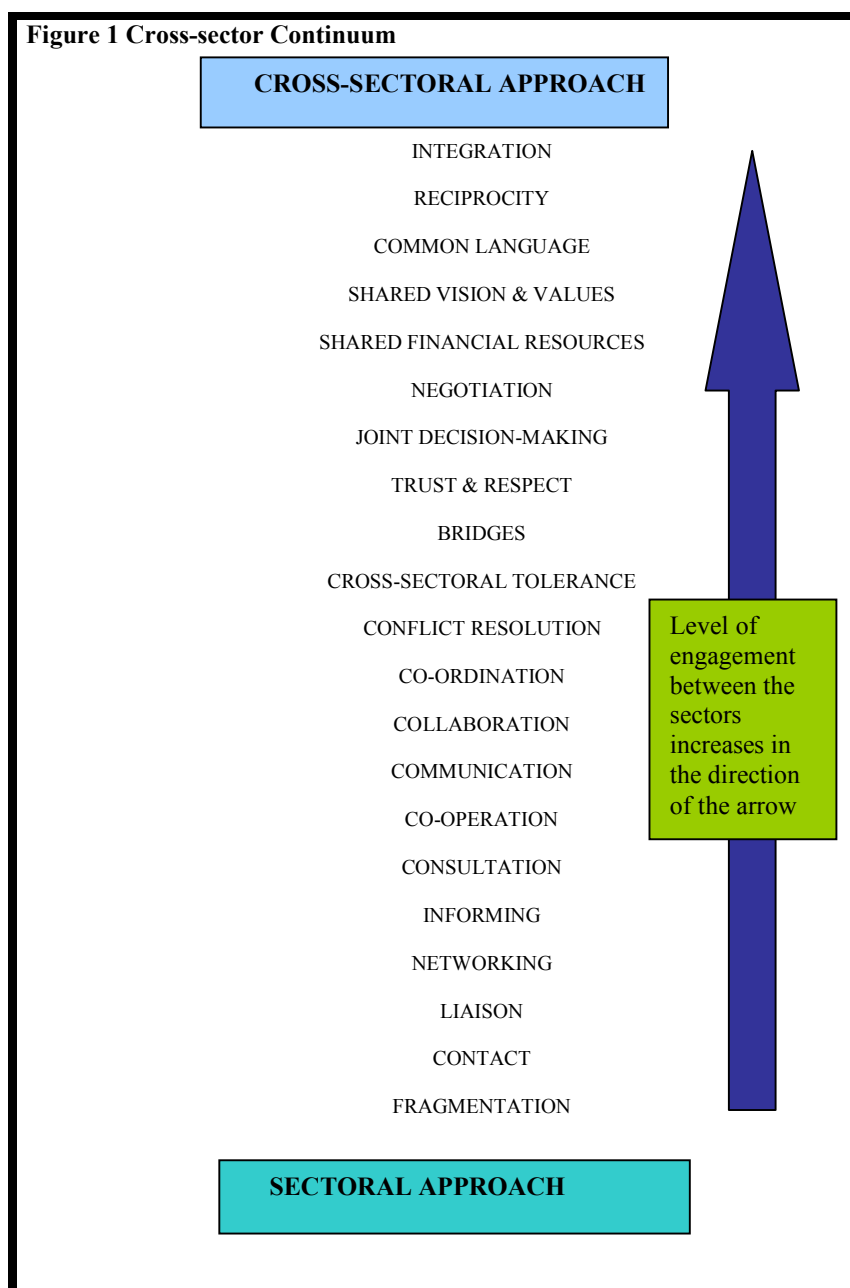 Figure 1 Cross-sector Continuum
CROSS-SECTORAL APPROACH
INTEGRATION
RECIPROCITY
COMMON LANGUAGE
SHARED VISION & VALUES
SHARED FINANCIAL RESOURCES
NEGOTIATION
JOINT DECISION-MAKING
TRUST & RESPECT
BRIDGES
CROSS-SECTORAL TOLERANCE
CONFLICT RESOLUTION
CO-ORDINATION
COLLABORATION
COMMUNICATION
CO-OPERATION
CONSULTATION
INFORMING
NETWORKING
LIAISON
CONTACT
FRAGMENTATION
Level of
engagement
between the
sectors
increases in
the direction
of the arrow
SECTORAL APPROACH